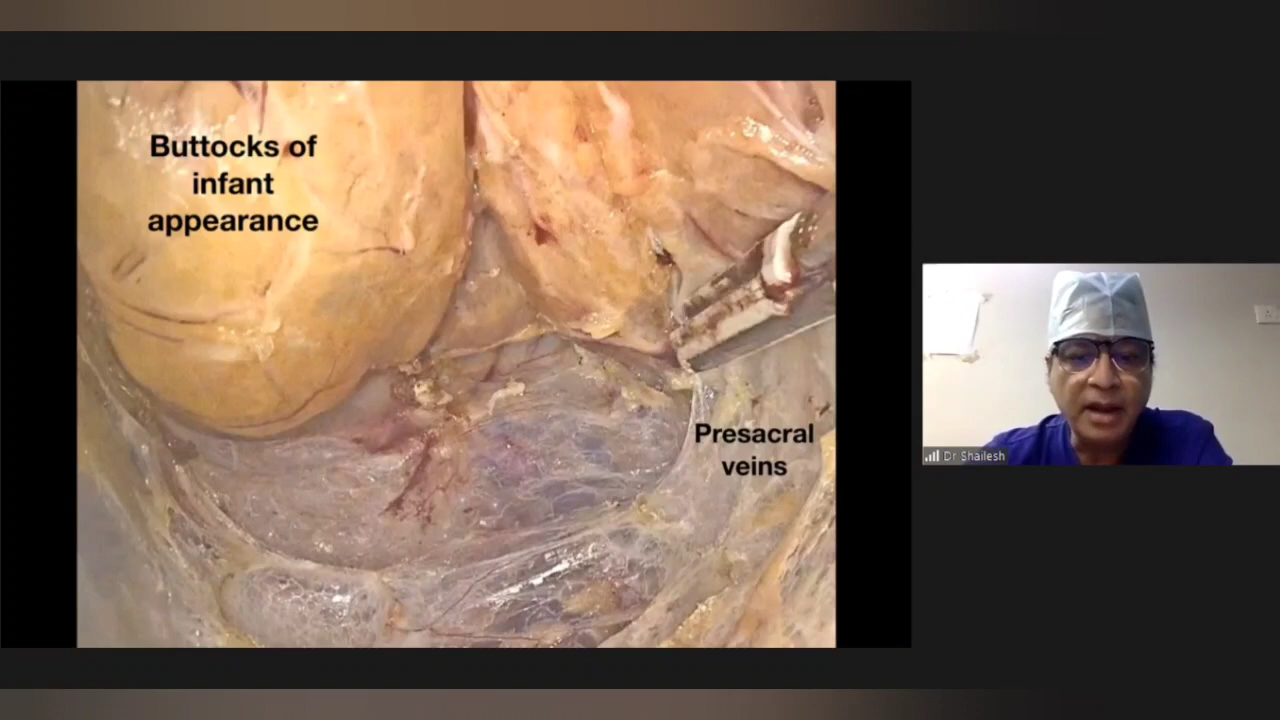 Buttocks of
infant
appearance
Presacral
veins
Dr Shailesh